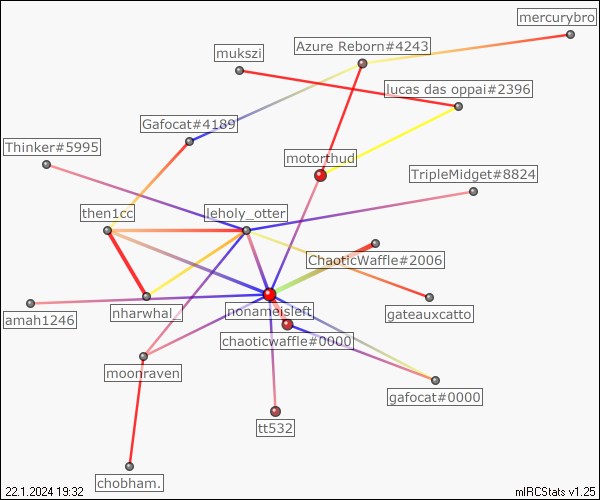 mercurybro
Azure Reborn#4243
mukszi
lucas das oppai#2396
Gafocat#4189
Thinker#5995
motorthud
TripleMidget#8824
then1cc
leholy_otter
ChaoticWaffle#2006
nharwhal_
nonameisleft
gateauxcatto
amah1246
chaoticwaffle#0000
moonraven
gafocat#0000
tt532
chobham.
22.1.2024 19:32
mIRCStats v1.25